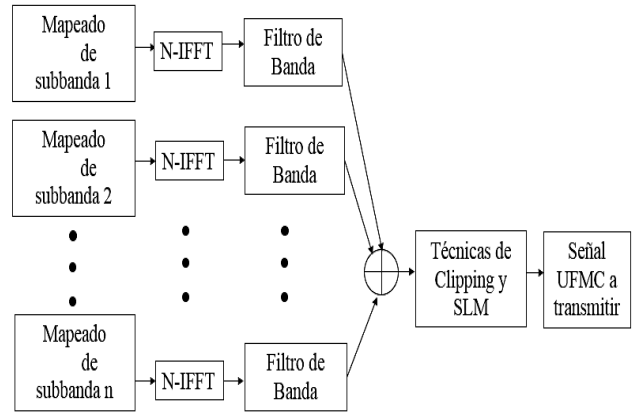 Mapeado
de
subbanda 1
N-IFFT
Filtro de
Banda
Mapeado
de
subbanda 2
N-IFFT
Filtro de
Banda
Técnicas de
Clipping y
SLM
Señal
UFMC a
transmitir
Mapeado
de
subbanda n
N-IFFT
Filtro de
Banda